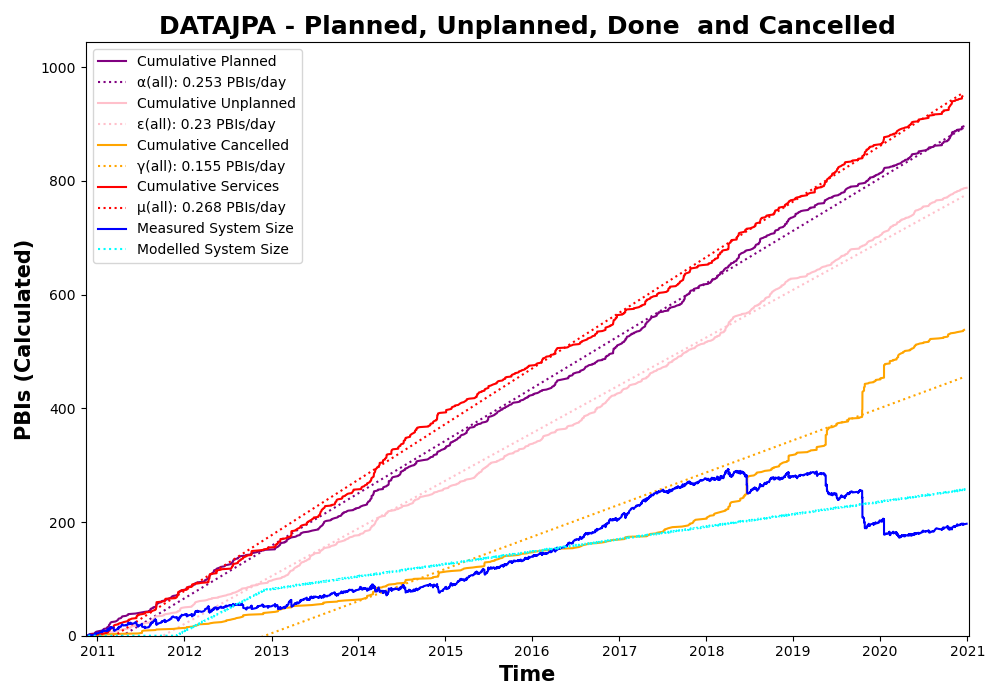 DATAJPA - Planned, Unplanned, Done  and Cancelled
PBIs (Calculated)
1000
800
600
400
200
0
Cumulative Planned
α(all): 0.253 PBIs/day
Cumulative Unplanned
ε(all): 0.23 PBIs/day
Cumulative Cancelled
γ(all): 0.155 PBIs/day
Cumulative Services
μ(all): 0.268 PBIs/day
Measured System Size
Modelled System Size
2011 2012 2013 2014 2015 2016 2017 2018 2019 2020 2021
Time